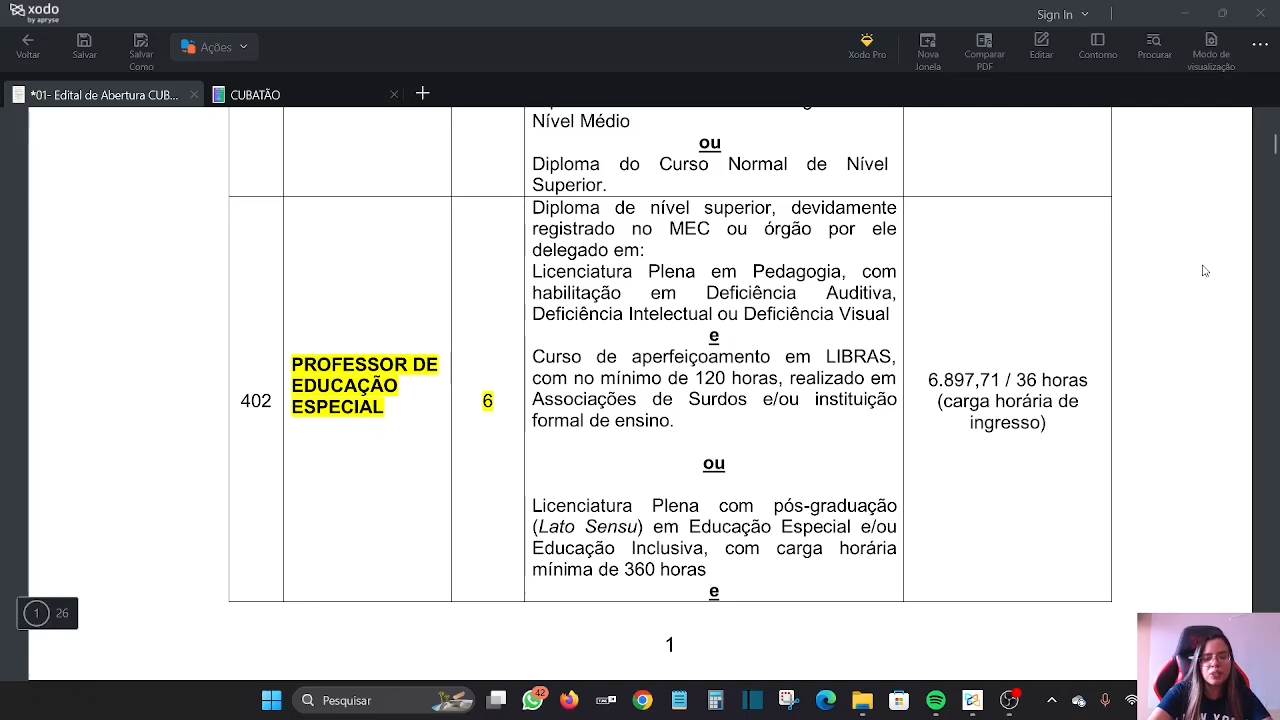 xodo
by apryse
Sign In
Voltar
Salvar
Salvar Como
Ações
Xodo Pro
Nova Jonela
Comparar PDF
Editar
Contorno
Procurar
Modo de visualização
*01- Edital de Abertura CUB...
CUBATÃO
Nível Médio
ou
Diploma do Curso Normal de Nível
Superior.
402
PROFESSOR DE
EDUCAÇÃO
ESPECIAL
6
Diploma de nível superior, devidamente
registrado no MEC ou órgão por ele
delegado em:
Licenciatura Plena em Pedagogia, com
habilitação em Deficiência Auditiva,
Deficiência Intelectual ou Deficiência Visual
e
Curso de aperfeiçoamento em LIBRAS,
com no mínimo de 120 horas, realizado em
Associações de Surdos e/ou instituição
formal de ensino.
ou
Licenciatura Plena com pós-graduação
(Lato Sensu) em Educação Especial e/ou
Educação Inclusiva, com carga horária
mínima de 360 horas
e
6.897,71 / 36 horas
(carga horária de
ingresso)
1 26
1
Pesquisar
42